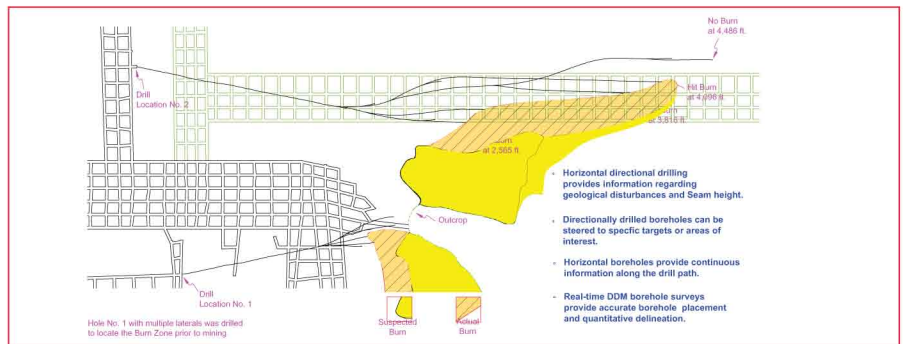 No Burn
at 4,486 ft.
Drill
Location No. 2
Hit Burn
at 4,096 ft.
at 3,816 ft.
at 2,565 ft.
Outcrop
- Horizontal directional drilling
provides information regarding
geological disturbances and Seam height.
- Directionally drilled boreholes can be
steered to specfic targets or areas of
interest.
- Horizontal boreholes provide continuous
information along the drill path.
- Real-time DDM borehole surveys
provide accurate borehole placement
and quantitative delineation.
Drill
Location No. 1
Hole No. 1 with multiple laterals was drilled
to locate the Burn Zone prior to mining
Suspected
Burn
Actual
Burn